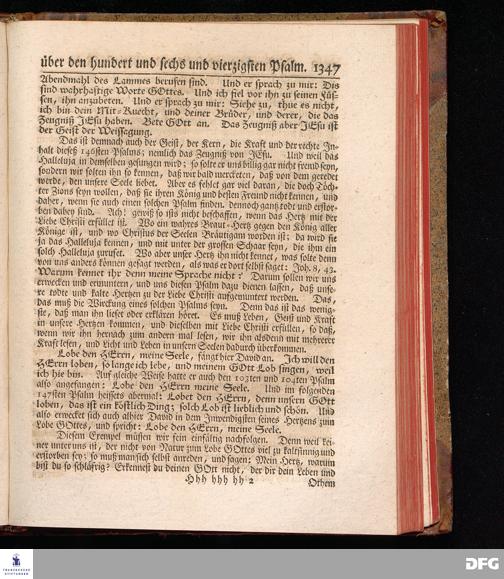 über den hundert und sechs und vierzigsten Psalm. 1347
Abendmahl des Lammes berufen sind. Und er sprach zu mir: Dis
sind wahrhaftige Worte GOttes. Und ich fiel vor ihn zu seinen Füs-
sen, ihn anzubeten. Und er sprach zu mir: Siehe zu, thue es nicht,
ich bin dein Mit-Knecht, und deiner Brüder, und derer, die das
Zeugniß JEsu haben. Bete GOtt an. Das Zeugniß aber JEsu ist
der Geist der Weissagung.
Das ist demnach auch der Geist, der Kern, die Kraft und der rechte In-
halt dieses 146sten Psalms; nemlich das Zeugniß von JEsu. Und weil das
Halleluja in demselben gesungen wird; so solte er uns billig gar nicht fremd seyn,
sondern wir solten ihn so kennen, daß wir bald merckten, daß von dem geredet
werde, den unsere Seele liebet. Aber es fehlet gar viel daran, die doch Töch-
ter Zions seyn wollen, daß sie ihren König und besten Freund nicht kennen, und
daher, wenn sie auch einen solchen Psalm finden, dennoch gantz todt und erstor-
ben dabey sind. Ach! gewiß so ists nicht beschaffen, wenn das Hertz mit der
Liebe Christi erfüllet ist. Wo ein wahres Braut-Hertz gegen den König aller
Könige ist, und wo Christus der Seelen Bräutigam worden ist; da wird sie
ja das Halleluja kennen, und mit unter der grossen Schaar seyn, die ihm ein
solch Halleluja zurufet. Wo aber unser Hertz ihn nicht kennet, was solte denn
von uns anders können gesagt werden, als was er dort selbst saget: Joh. 8, 43.
Warum kennet ihr denn meine Sprache nicht? Darum sollen wir uns
erwecken und ermuntern, und uns diesen Psalm dazu dienen lassen, daß unse-
re todte und kalte Hertzen zu der Liebe Christi aufgemuntert werden. Das,
das muß die Wirckung eines solchen Psalms seyn. Denn das ist das wenig-
ste, daß man ihn lieset oder erklären höret. Es muß Leben, Geist und Kraft
in unsere Hertzen kommen, und dieselben mit Liebe Christi erfüllen, so daß,
wenn wir ihn hernach zum andern mal lesen, wir ihn alsdenn mit mehrerer
Kraft lesen, und Licht und Leben in unsern Seelen dadurch überkommen.
Lobe den HErrn, meine Seele, fängt hier David an. Ich will den
HErrn loben, so lange ich lebe, und meinem GOtt Lob singen, weil
ich hie bin. Auf gleiche Weise hatte er auch den 103ten und 104ten Psalm
also angefangen: Lobe den HErrn meine Seele. Und im folgenden
147sten Psalm heissets abermal: Lobet den HErrn, denn unsern GOtt
loben, das ist ein köstlich Ding; solch Lob ist lieblich und schön. Und
also erwecket sich auch alhier David in dem Inwendigsten seines Hertzens zum
Lobe GOttes, und spricht: Lobe den HErrn, meine Seele.
Diesem Exempel müssen wir fein einfältig nachfolgen. Denn weil kei-
ner unter uns ist, der nicht von Natur zum Lobe GOttes viel zu kaltsinnig und
erstorben sey; so muß man sich selbst anreden, und sagen: Mein Hertz, warum
bist du so schläfrig? Erkennest du deinen GOtt nicht, der dir dein Leben und
Hhh hhh hh 2
Othem
FRANCKESCHE STIFTUNGEN
DFG